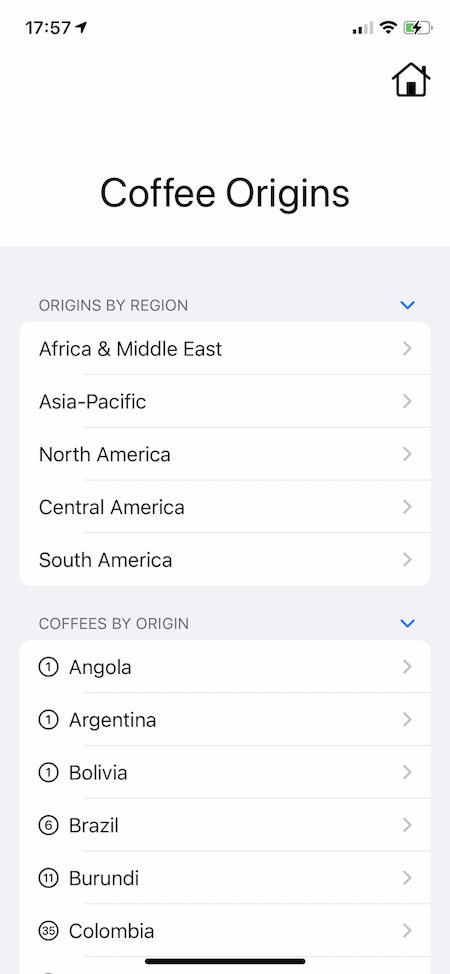 17:57
Coffee Origins
ORIGINS BY REGION
Africa & Middle East
Asia-Pacific
North America
Central America
South America
COFFEES BY ORIGIN
1 Angola
1 Argentina
1 Bolivia
6 Brazil
11 Burundi
35 Colombia